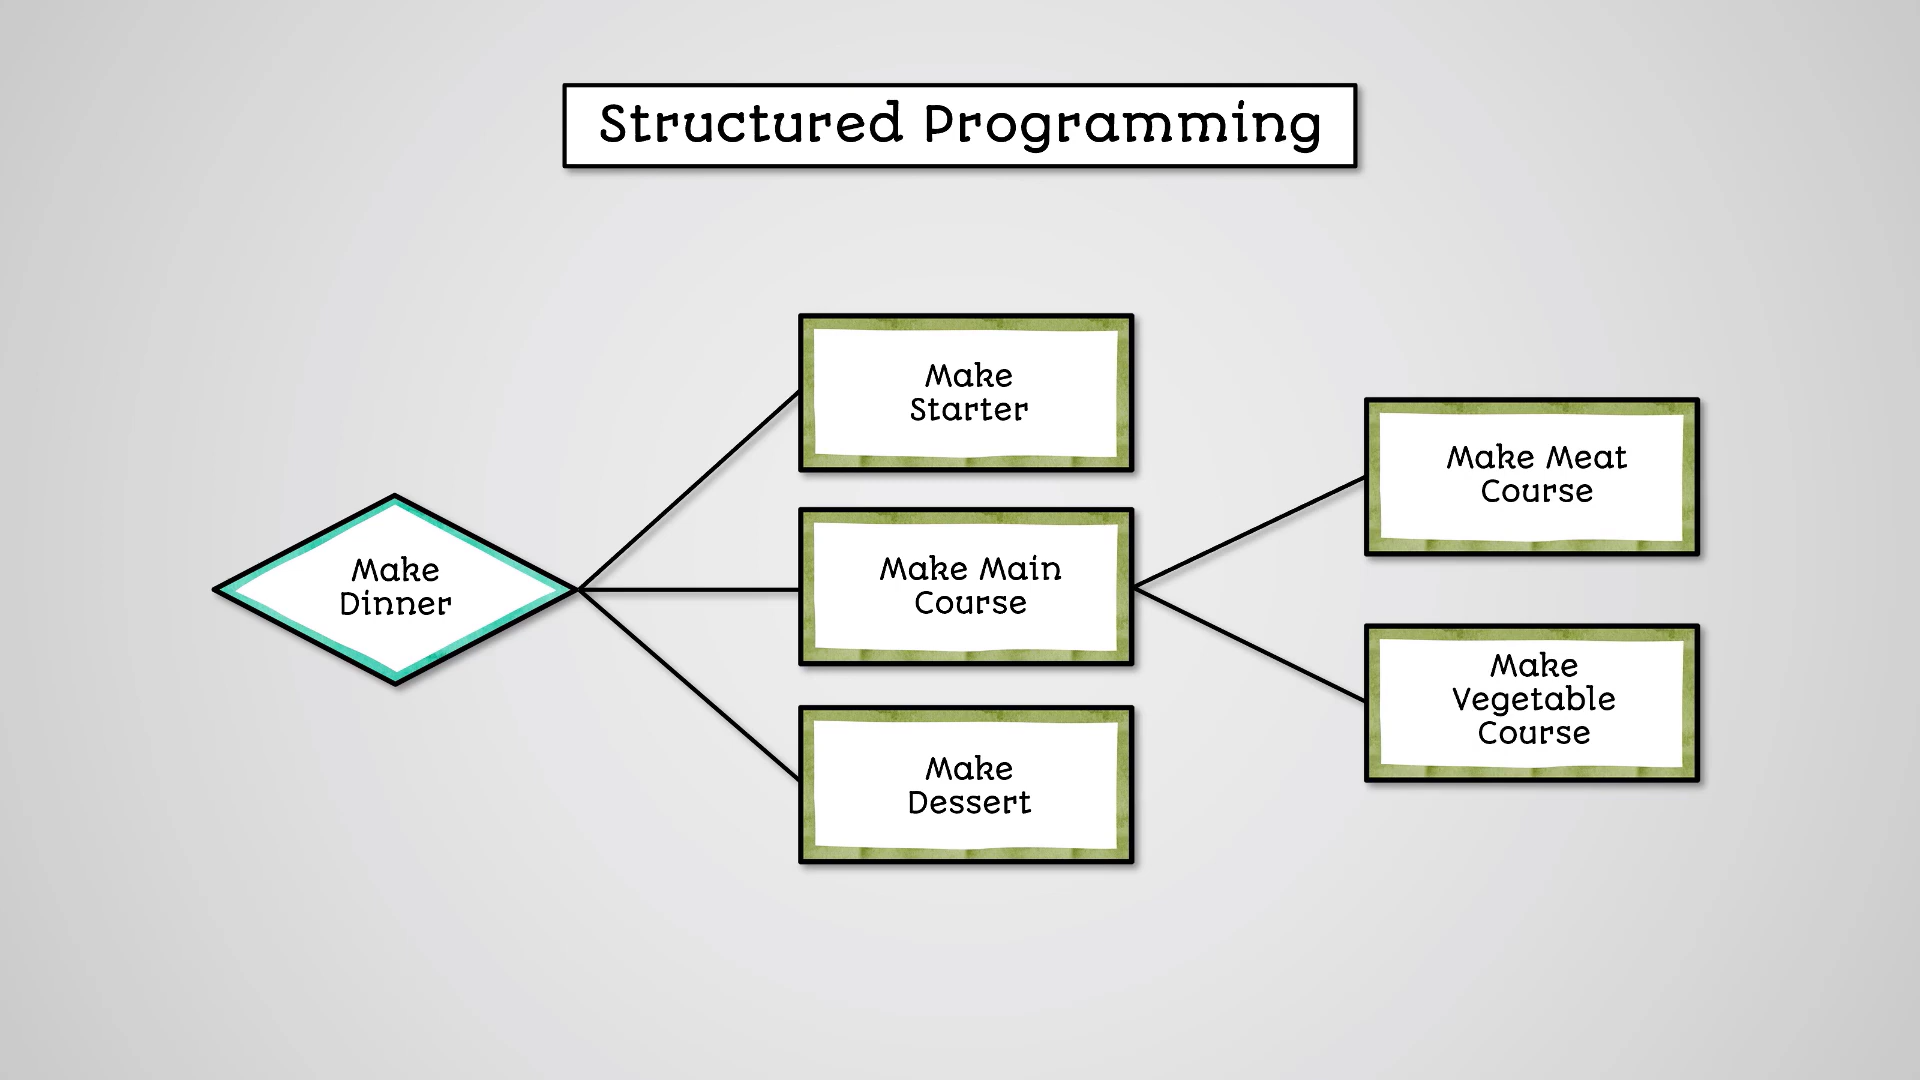 Structured Programming
Make
Dinner
Make
Starter
Make Main
Course
Make
Dessert
Make Meat
Course
Make
Vegetable
Course